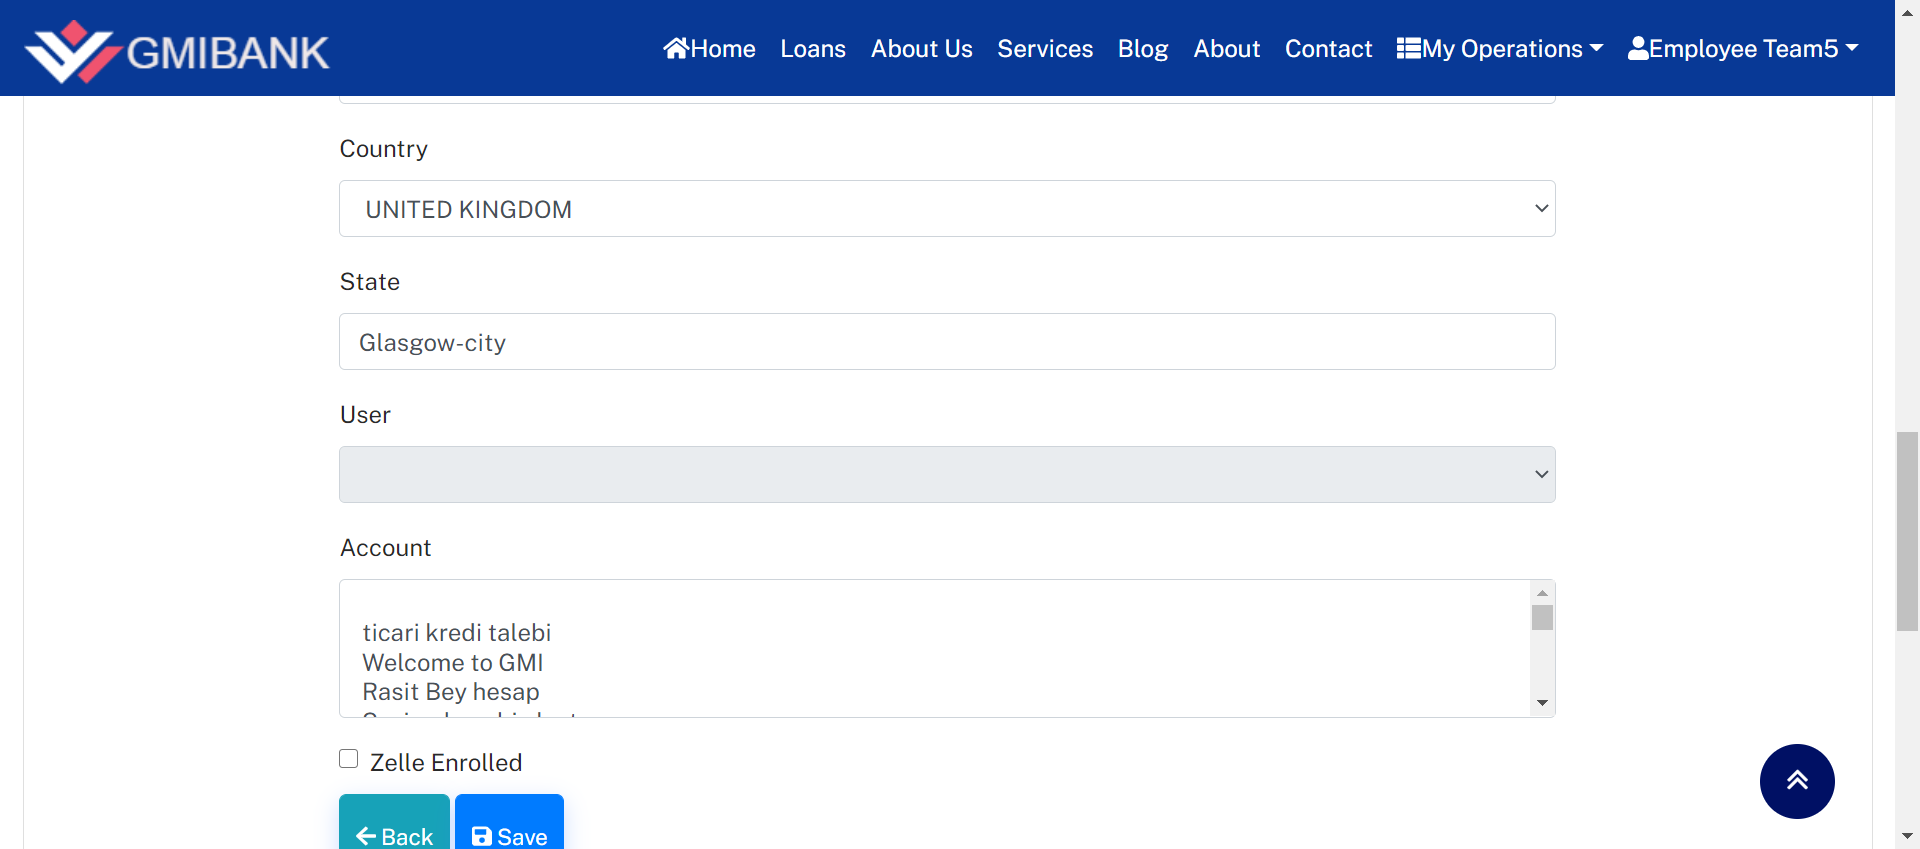 GMIBANK
Home Loans About Us Services Blog About Contact My Operations Employee Team5
Country
UNITED KINGDOM
State
Glasgow-city
User
Account
ticari kredi talebi
Welcome to GMI
Rasit Bey hesap
Zelle Enrolled
Back Save